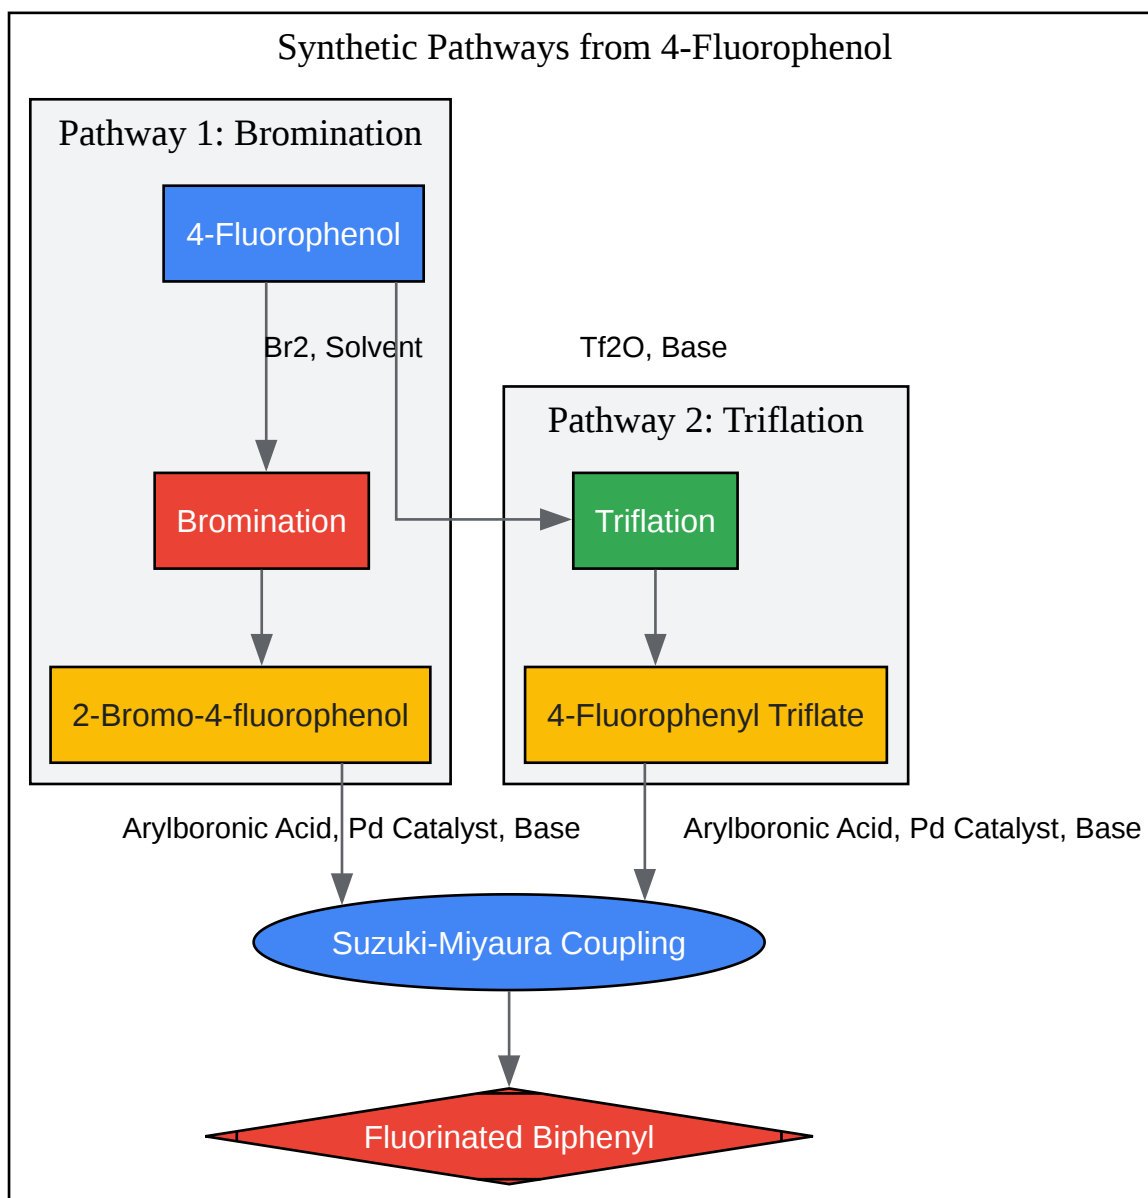 Synthetic Pathways from 4-Fluorophenol
Pathway 1: Bromination
4-Fluorophenol
Br2, Solvent
Tf2O, Base
Pathway 2: Triflation
Bromination
Triflation
2-Bromo-4-fluorophenol
4-Fluorophenyl Triflate
Arylboronic Acid, Pd Catalyst, Base
Arylboronic Acid, Pd Catalyst, Base
Suzuki-Miyaura Coupling
Fluorinated Biphenyl